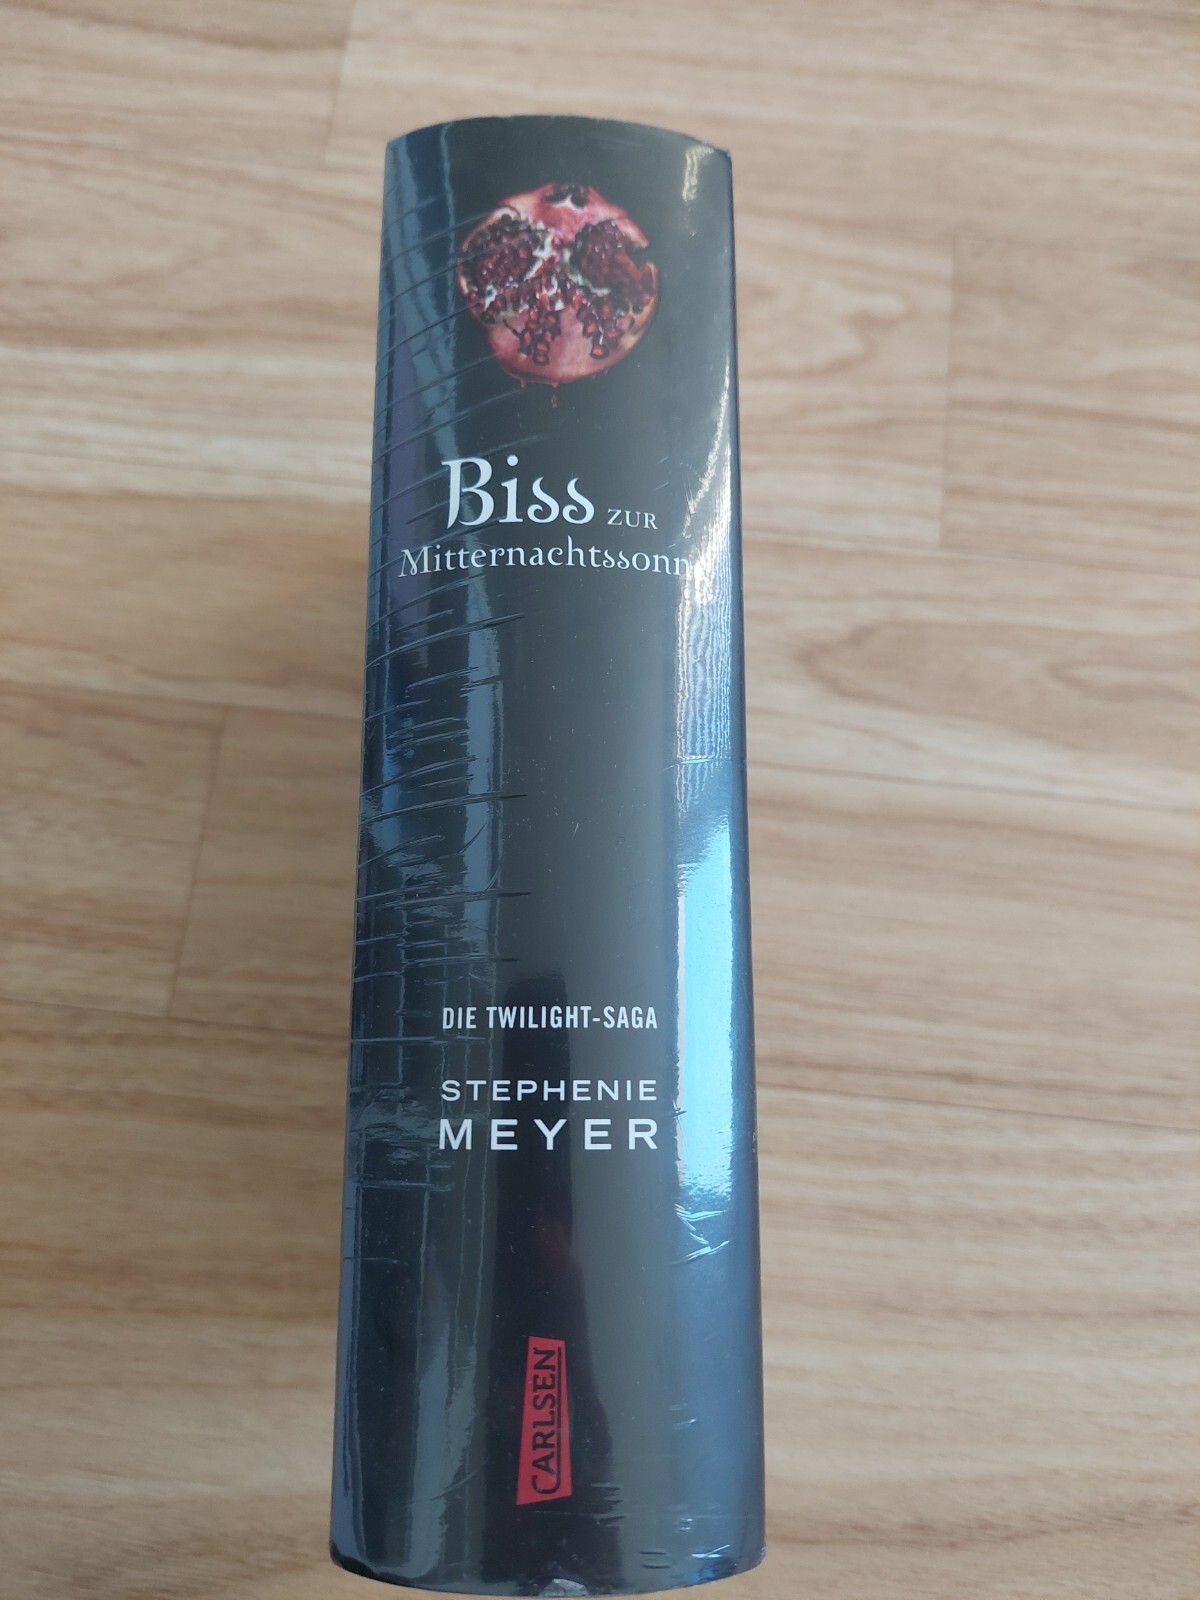 Biss ZUR
Mitternachtssonn
DIE TWILIGHT-SAGA
STEPHENIE
MEYER
CARLSEN